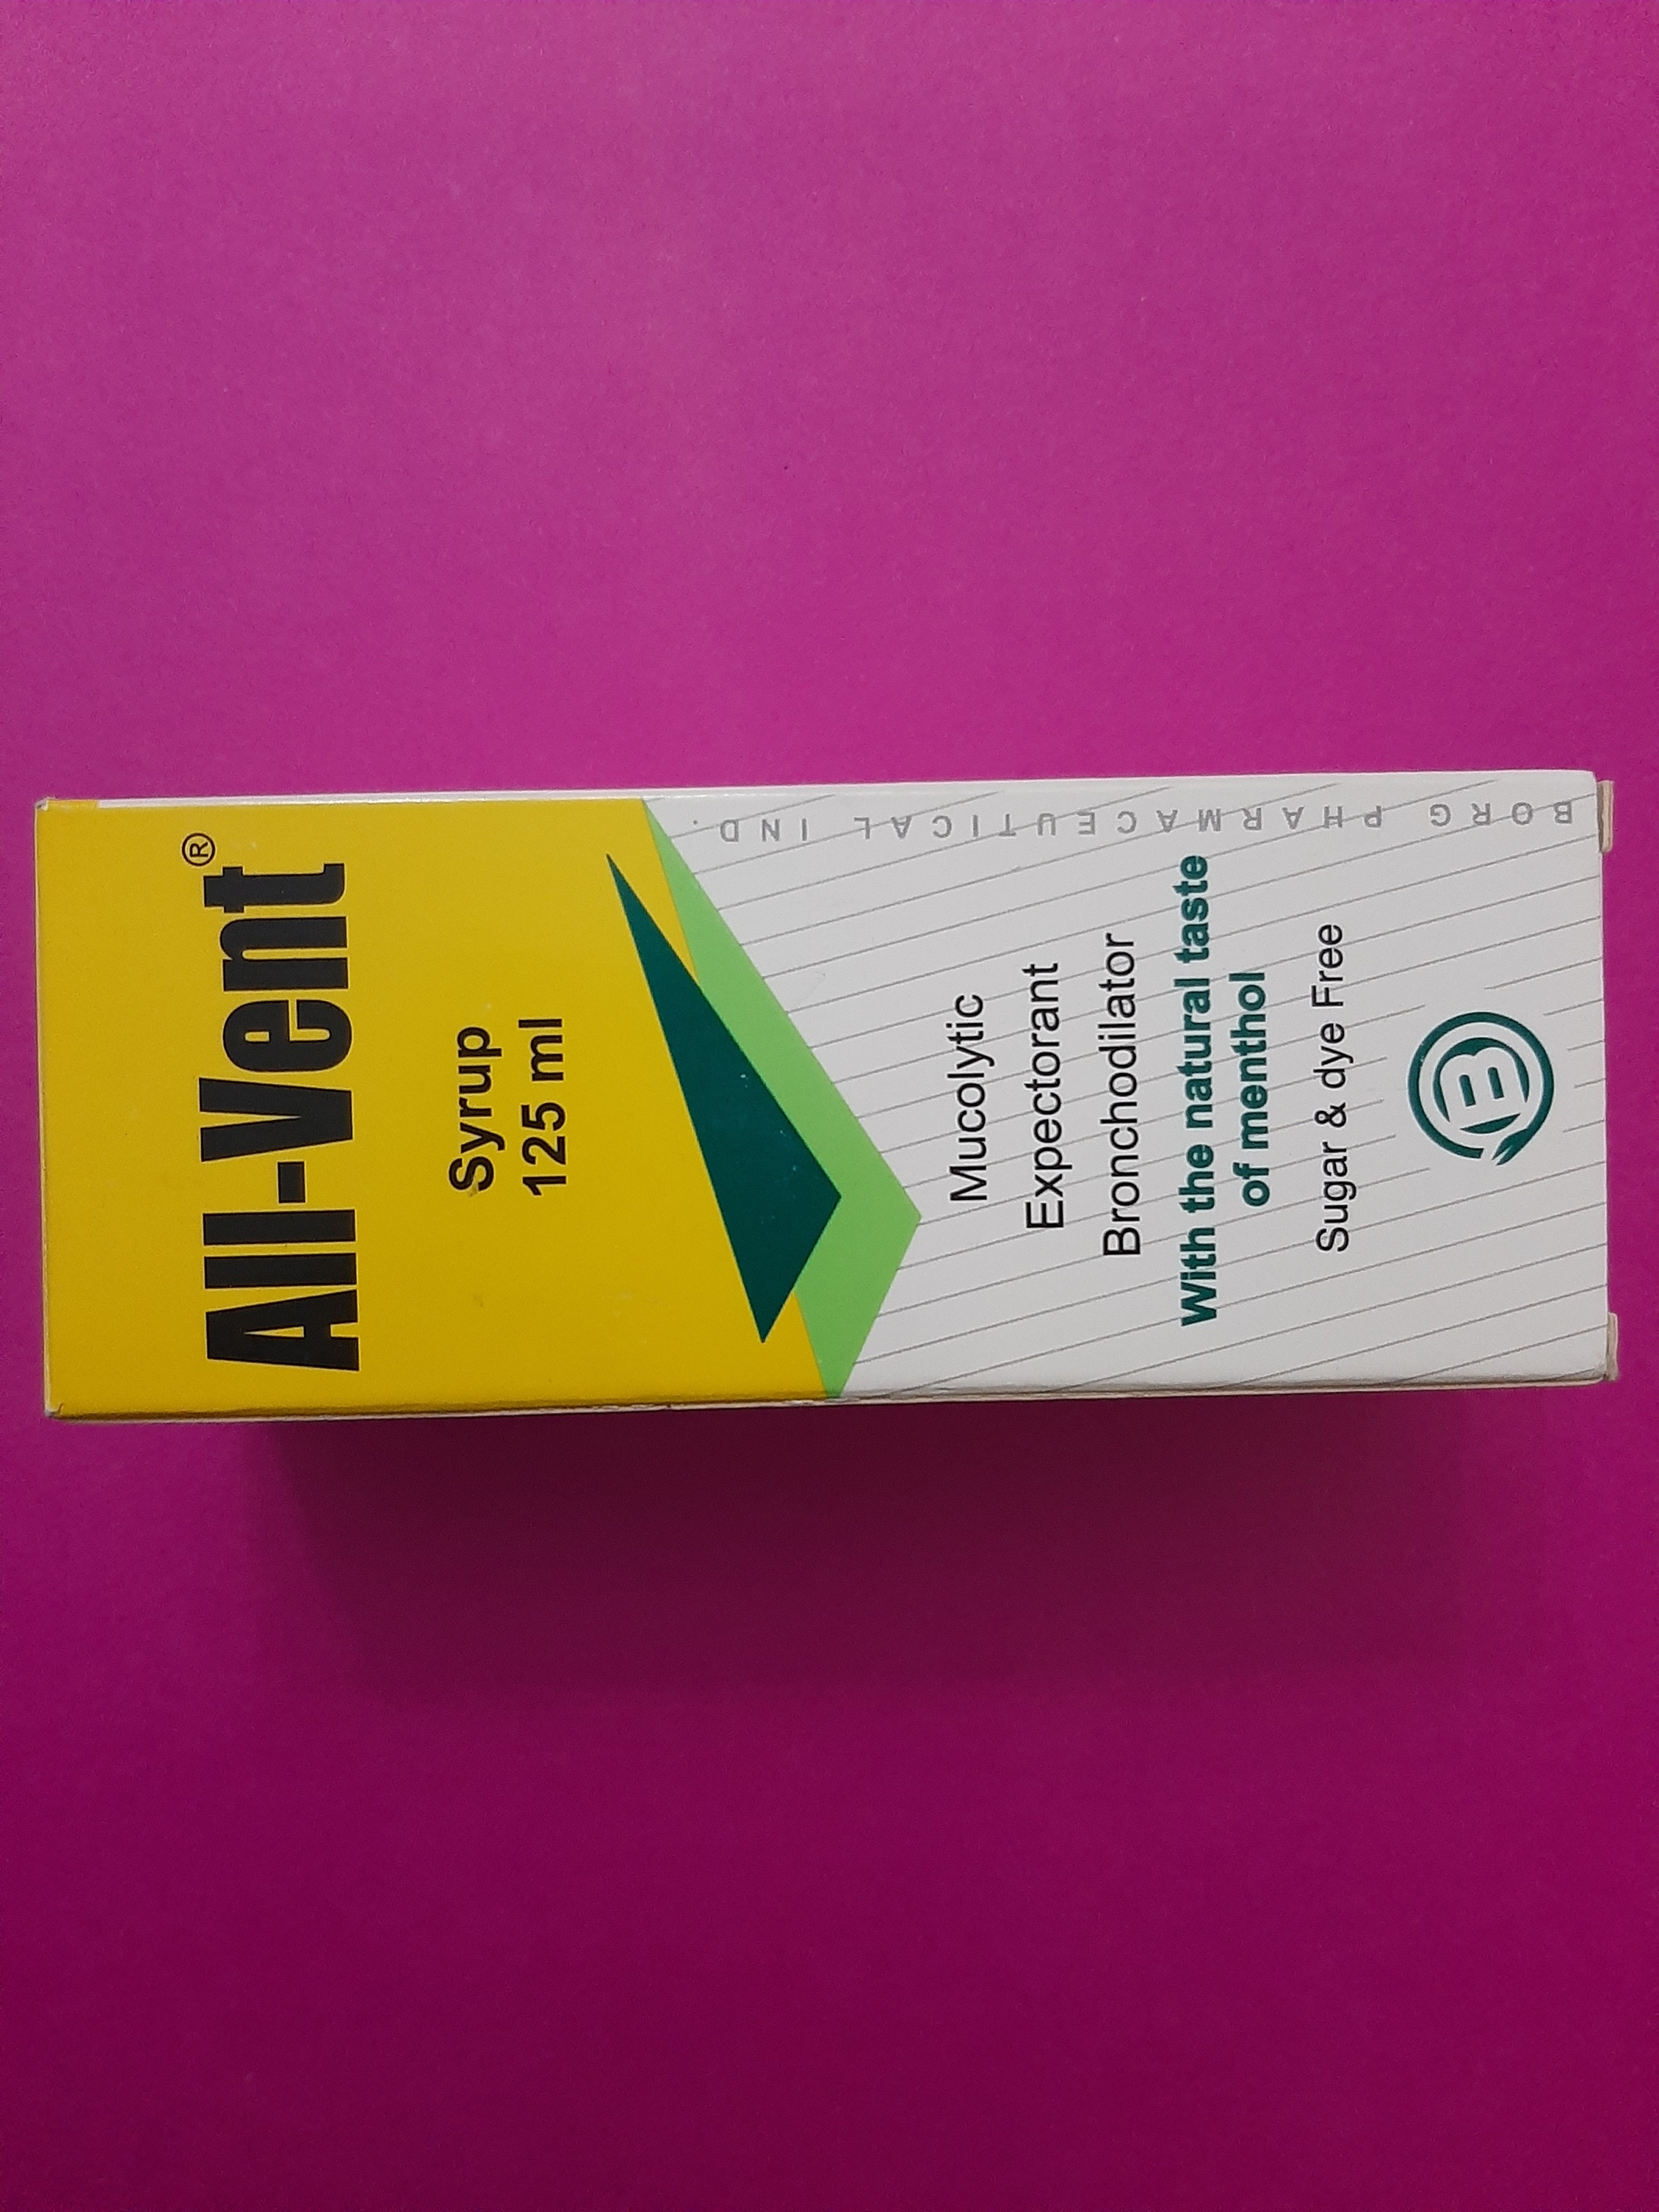 All-Vent®
Syrup
125 ml
Mucolytic
Expectorant
Bronchodilator
With the natural taste
of menthol
Sugar & dye Free
B
BORG PHARMACEUTICAL IND.